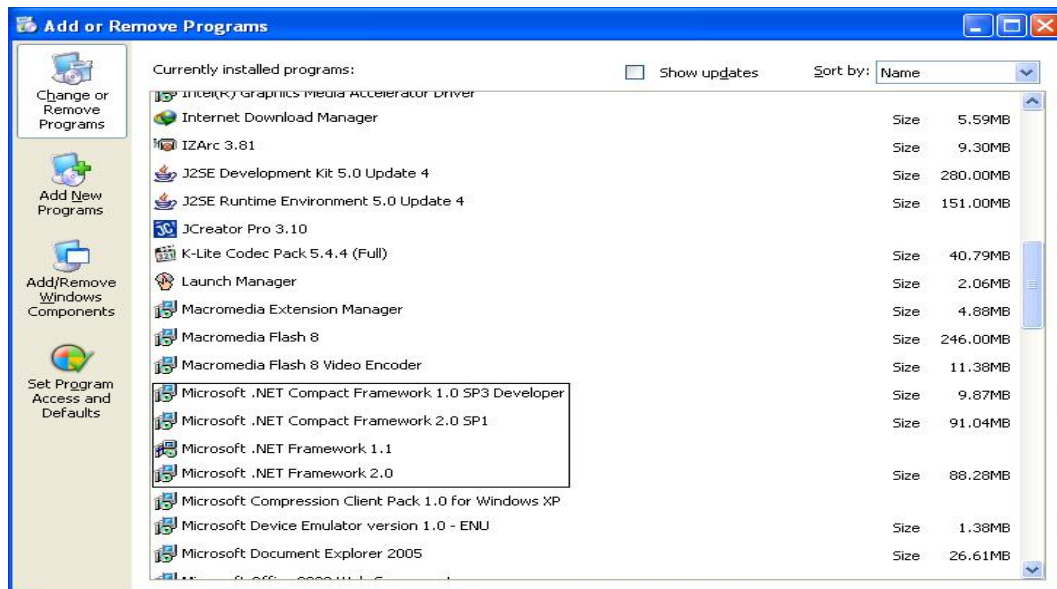 Add or Remove Programs
Change or
Remove
Programs
Add New
Programs
Add/Remove
Windows
Components
Set Program
Access and
Defaults
Currently installed programs:
Show updates
Sort by: Name
Intel(R) Graphics Media Accelerator Driver
Internet Download Manager Size 5.59MB
IZArc 3.81 Size 9.30MB
J2SE Development Kit 5.0 Update 4 Size 280.00MB
J2SE Runtime Environment 5.0 Update 4 Size 151.00MB
JCreator Pro 3.10
K-Lite Codec Pack 5.4.4 (Full) Size 40.79MB
Launch Manager Size 2.06MB
Macromedia Extension Manager Size 4.88MB
Macromedia Flash 8 Size 246.00MB
Macromedia Flash 8 Video Encoder Size 11.38MB
Microsoft .NET Compact Framework 1.0 SP3 Developer Size 9.87MB
Microsoft .NET Compact Framework 2.0 SP1 Size 91.04MB
Microsoft .NET Framework 1.1
Microsoft .NET Framework 2.0 Size 88.28MB
Microsoft Compression Client Pack 1.0 for Windows XP
Microsoft Device Emulator version 1.0 - ENU Size 1.38MB
Microsoft Document Explorer 2005 Size 26.61MB